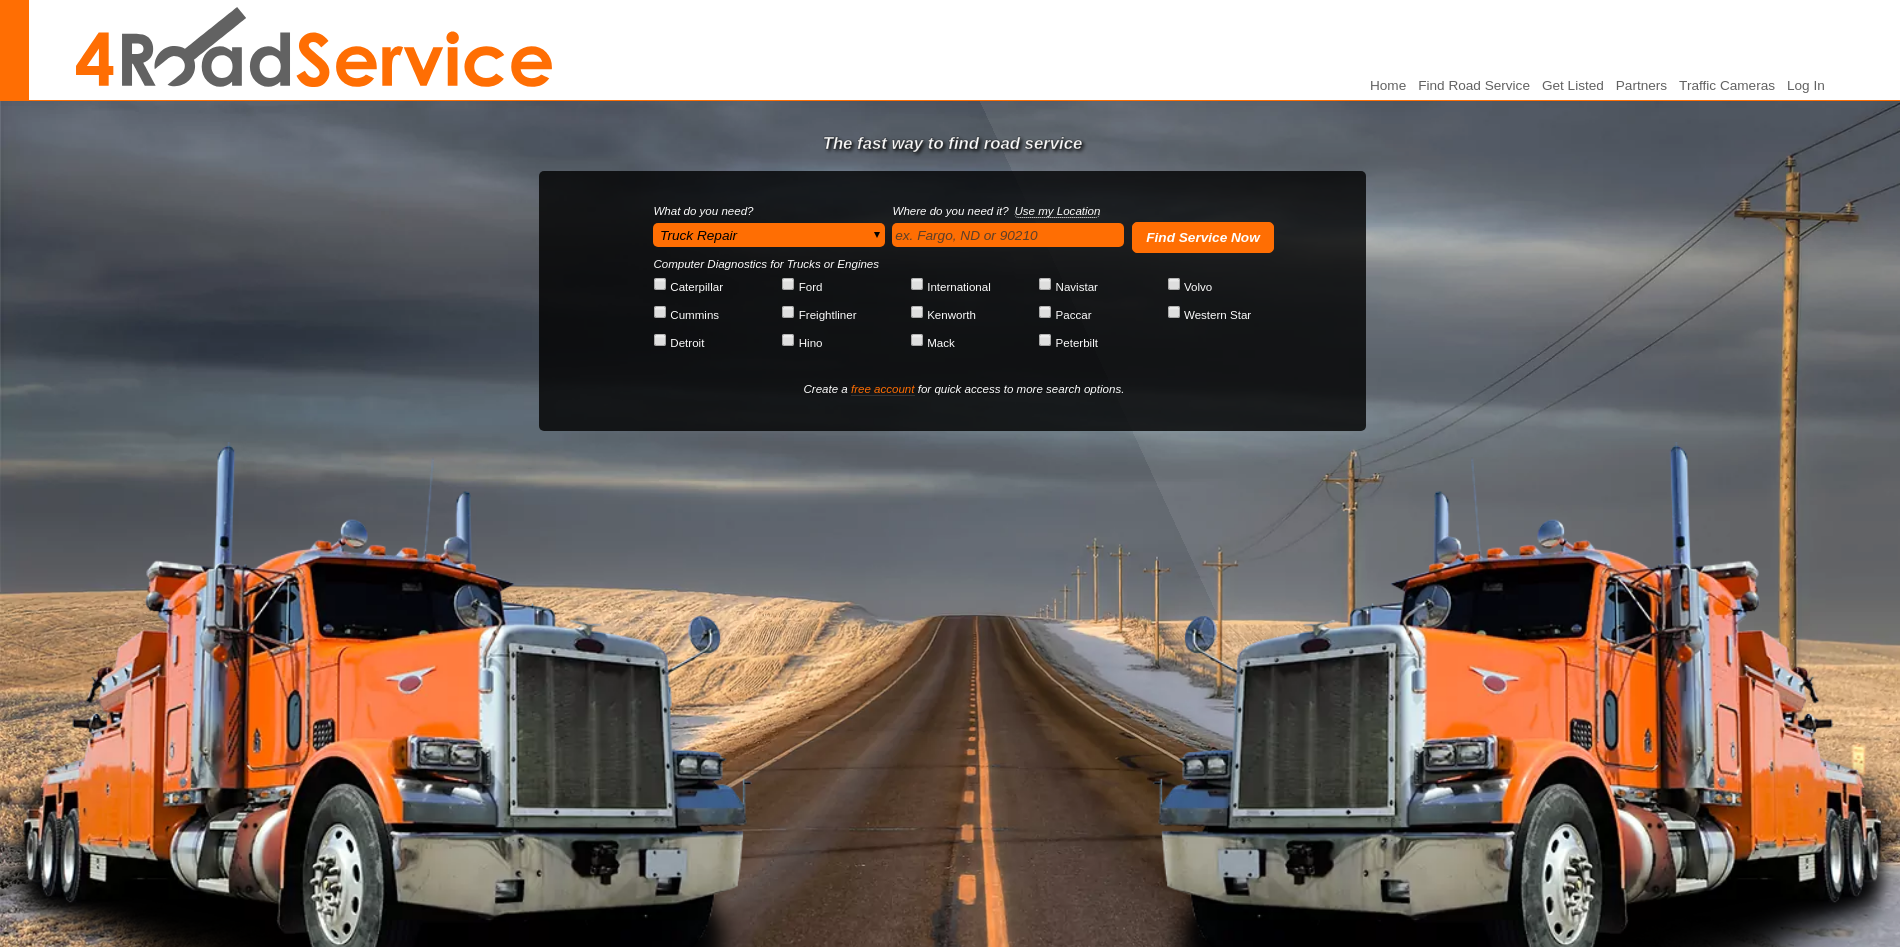 4RoadService
Home Find Road Service Get Listed Partners Traffic Cameras Log In
The fast way to find road service
What do you need? Where do you need it? Use my Location
Truck Repair ex. Fargo, ND or 90210 Find Service Now
Computer Diagnostics for Trucks or Engines
Caterpillar Ford International Navistar Volvo
Cummins Freightliner Kenworth Paccar Western Star
Detroit Hino Mack Peterbilt
Create a free account for quick access to more search options.